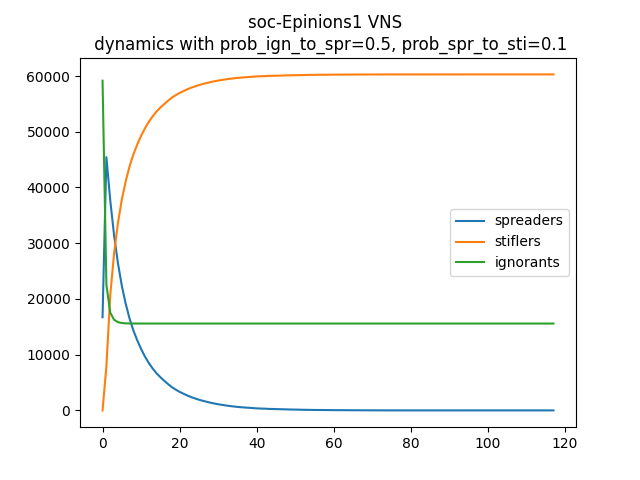 soc-Epinions1 VNS
dynamics with prob_ign_to_spr=0.5, prob_spr_to_sti=0.1
60000
50000
40000
30000
20000
10000
0
spreaders
stiflers
ignorants
0 20 40 60 80 100 120